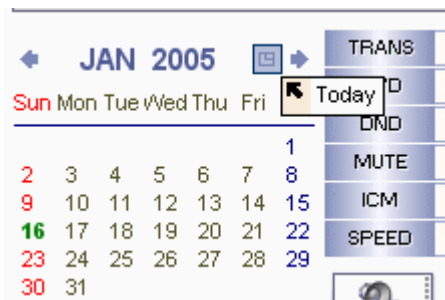 JAN 2005
Today
Sun Mon Tue Wed Thu Fri
1
2 3 4 5 6 7 8
9 10 11 12 13 14 15
16 17 18 19 20 21 22
23 24 25 26 27 28 29
30 31
TRANS
DND
MUTE
ICM
SPEED